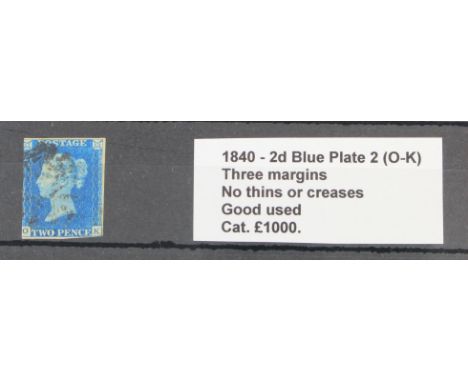 POSTAGE
O TWO PENCE K
1840 - 2d Blue Plate 2 (O-K)
Three margins
No thins or creases
Good used
Cat. £1000.